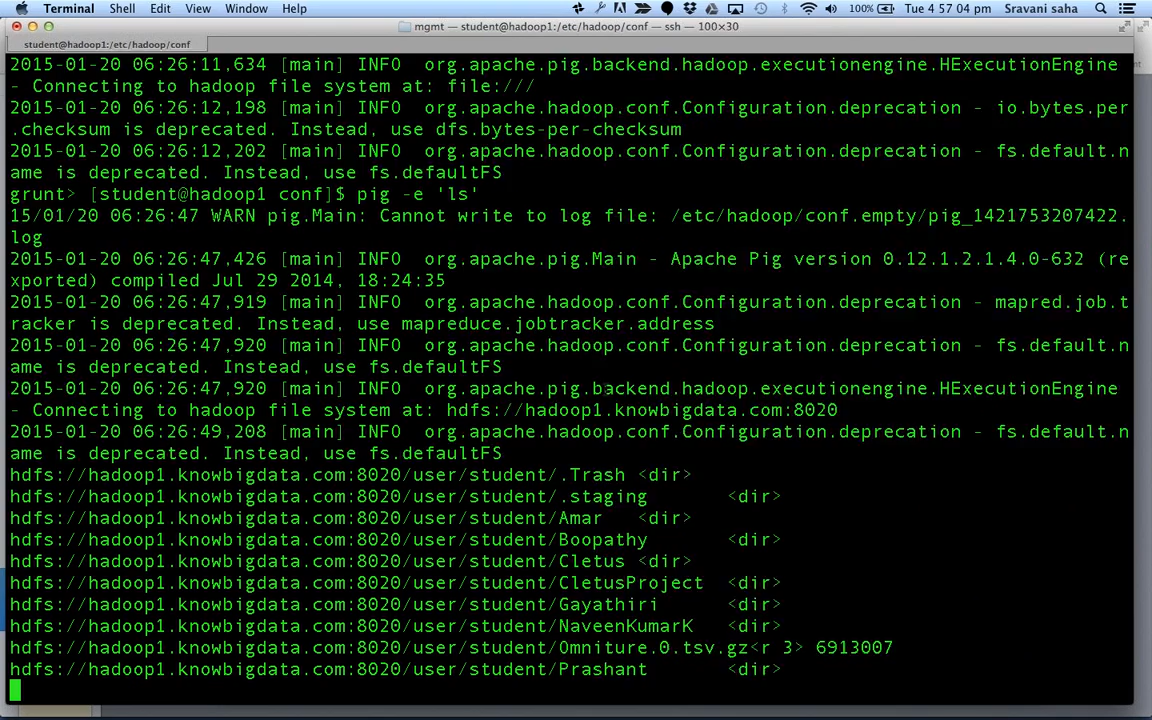 Terminal Shell Edit View Window Help 100% Tue 4 57 04 pm Sravani saha
mgmt — student@hadoop1:/etc/hadoop/conf — ssh — 100×30
student@hadoop1:/etc/hadoop/conf
2015-01-20 06:26:11,634 [main] INFO  org.apache.pig.backend.hadoop.executionengine.HExecutionEngine
- Connecting to hadoop file system at: file:///
2015-01-20 06:26:12,198 [main] INFO  org.apache.hadoop.conf.Configuration.deprecation - io.bytes.per
.checksum is deprecated. Instead, use dfs.bytes-per-checksum
2015-01-20 06:26:12,202 [main] INFO  org.apache.hadoop.conf.Configuration.deprecation - fs.default.n
ame is deprecated. Instead, use fs.defaultFS
grunt> [student@hadoop1 conf]$ pig -e 'ls'
15/01/20 06:26:47 WARN pig.Main: Cannot write to log file: /etc/hadoop/conf.empty/pig_1421753207422.
log
2015-01-20 06:26:47,426 [main] INFO  org.apache.pig.Main - Apache Pig version 0.12.1.2.1.4.0-632 (re
xported) compiled Jul 29 2014, 18:24:35
2015-01-20 06:26:47,919 [main] INFO  org.apache.hadoop.conf.Configuration.deprecation - mapred.job.t
racker is deprecated. Instead, use mapreduce.jobtracker.address
2015-01-20 06:26:47,920 [main] INFO  org.apache.hadoop.conf.Configuration.deprecation - fs.default.n
ame is deprecated. Instead, use fs.defaultFS
2015-01-20 06:26:47,920 [main] INFO  org.apache.pig.backend.hadoop.executionengine.HExecutionEngine
- Connecting to hadoop file system at: hdfs://hadoop1.knowbigdata.com:8020
2015-01-20 06:26:49,208 [main] INFO  org.apache.hadoop.conf.Configuration.deprecation - fs.default.n
ame is deprecated. Instead, use fs.defaultFS
hdfs://hadoop1.knowbigdata.com:8020/user/student/.Trash <dir>
hdfs://hadoop1.knowbigdata.com:8020/user/student/.staging <dir>
hdfs://hadoop1.knowbigdata.com:8020/user/student/Amar <dir>
hdfs://hadoop1.knowbigdata.com:8020/user/student/Boopathy <dir>
hdfs://hadoop1.knowbigdata.com:8020/user/student/Cletus <dir>
hdfs://hadoop1.knowbigdata.com:8020/user/student/CletusProject <dir>
hdfs://hadoop1.knowbigdata.com:8020/user/student/Gayathiri <dir>
hdfs://hadoop1.knowbigdata.com:8020/user/student/NaveenKumarK <dir>
hdfs://hadoop1.knowbigdata.com:8020/user/student/Omniture.0.tsv.gz<r 3> 6913007
hdfs://hadoop1.knowbigdata.com:8020/user/student/Prashant <dir>